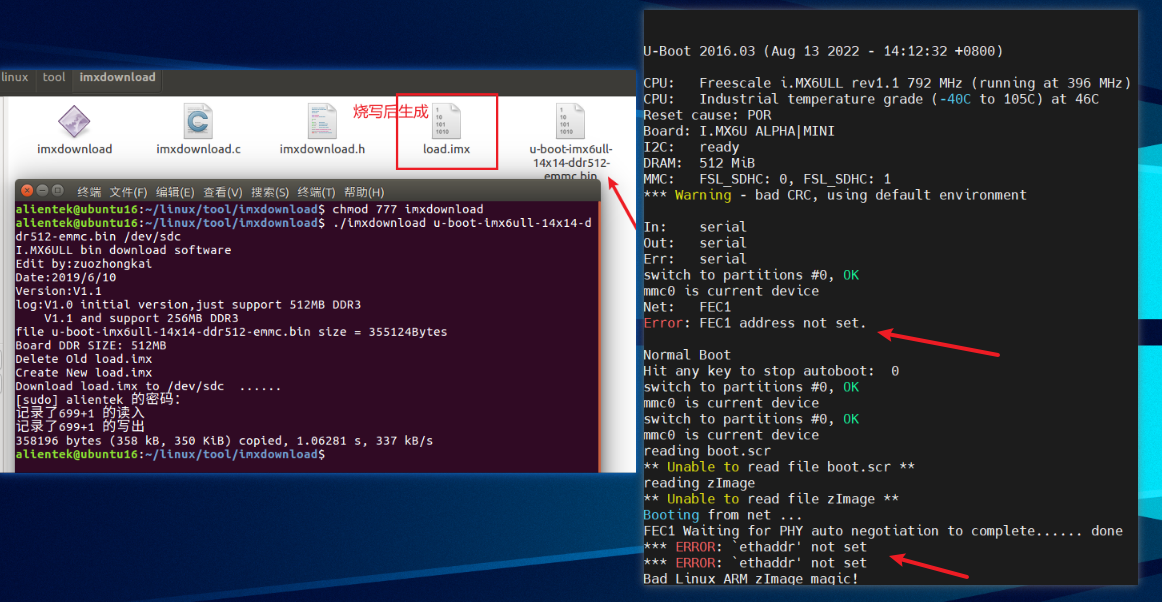 linux tool imxdownload
烧写后生成
imxdownload
imxdownload.c
imxdownload.h
load.imx
u-boot-imx6ull-
14x14-ddr512-
emmc.bin
终端 文件(F) 编辑(E) 查看(V) 搜索(S) 终端(T) 帮助(H)
alientek@ubuntu16:~/linux/tool/imxdownload$ chmod 777 imxdownload
alientek@ubuntu16:~/linux/tool/imxdownload$ ./imxdownload u-boot-imx6ull-14x14-d
dr512-emmc.bin /dev/sdc
I.MX6ULL bin download software
Edit by:zuozhongkai
Date:2019/6/10
Version:V1.1
log:V1.0 initial version,just support 512MB DDR3
V1.1 and support 256MB DDR3
file u-boot-imx6ull-14x14-ddr512-emmc.bin size = 355124Bytes
Board DDR SIZE: 512MB
Delete Old load.imx
Create New load.imx
Download load.imx to /dev/sdc ......
[sudo] alientek 的密码：
记录了699+1 的读入
记录了699+1 的写出
358196 bytes (358 kB, 350 KiB) copied, 1.06281 s, 337 kB/s
alientek@ubuntu16:~/linux/tool/imxdownload$
U-Boot 2016.03 (Aug 13 2022 - 14:12:32 +0800)
CPU: Freescale i.MX6ULL rev1.1 792 MHz (running at 396 MHz)
CPU: Industrial temperature grade (-40C to 105C) at 46C
Reset cause: POR
Board: I.MX6U ALPHA|MINI
I2C: ready
DRAM: 512 MiB
MMC: FSL_SDHC: 0, FSL_SDHC: 1
*** Warning - bad CRC, using default environment
In: serial
Out: serial
Err: serial
switch to partitions #0, OK
mmc0 is current device
Net: FEC1
Error: FEC1 address not set.
Normal Boot
Hit any key to stop autoboot: 0
switch to partitions #0, OK
mmc0 is current device
switch to partitions #0, OK
mmc0 is current device
reading boot.scr
** Unable to read file boot.scr **
reading zImage
** Unable to read file zImage **
Booting from net ...
FEC1 Waiting for PHY auto negotiation to complete...... done
*** ERROR: `ethaddr' not set
*** ERROR: `ethaddr' not set
Bad Linux ARM zImage magic!